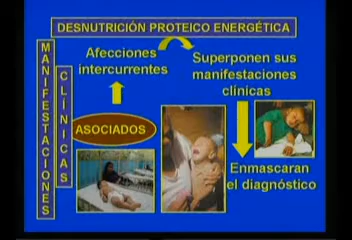 DESNUTRICIÓN PROTEICO ENERGÉTICA
MANIFESTACIONES
CLÍNICAS
Afecciones
intercurrentes
Superponen sus
manifestaciones
clínicas
ASOCIADOS
Enmascaran
el diagnóstico